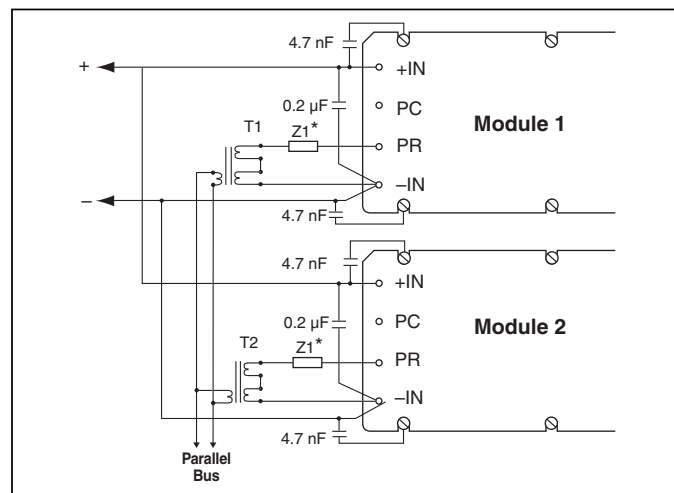 4.7 nF
+
+IN
0.2 µF
T1
Z1*
PC
Module 1
PR
–IN
–
4.7 nF
4.7 nF
+IN
0.2 µF
T2
Z1*
PC
Module 2
PR
–IN
4.7 nF
Parallel
Bus